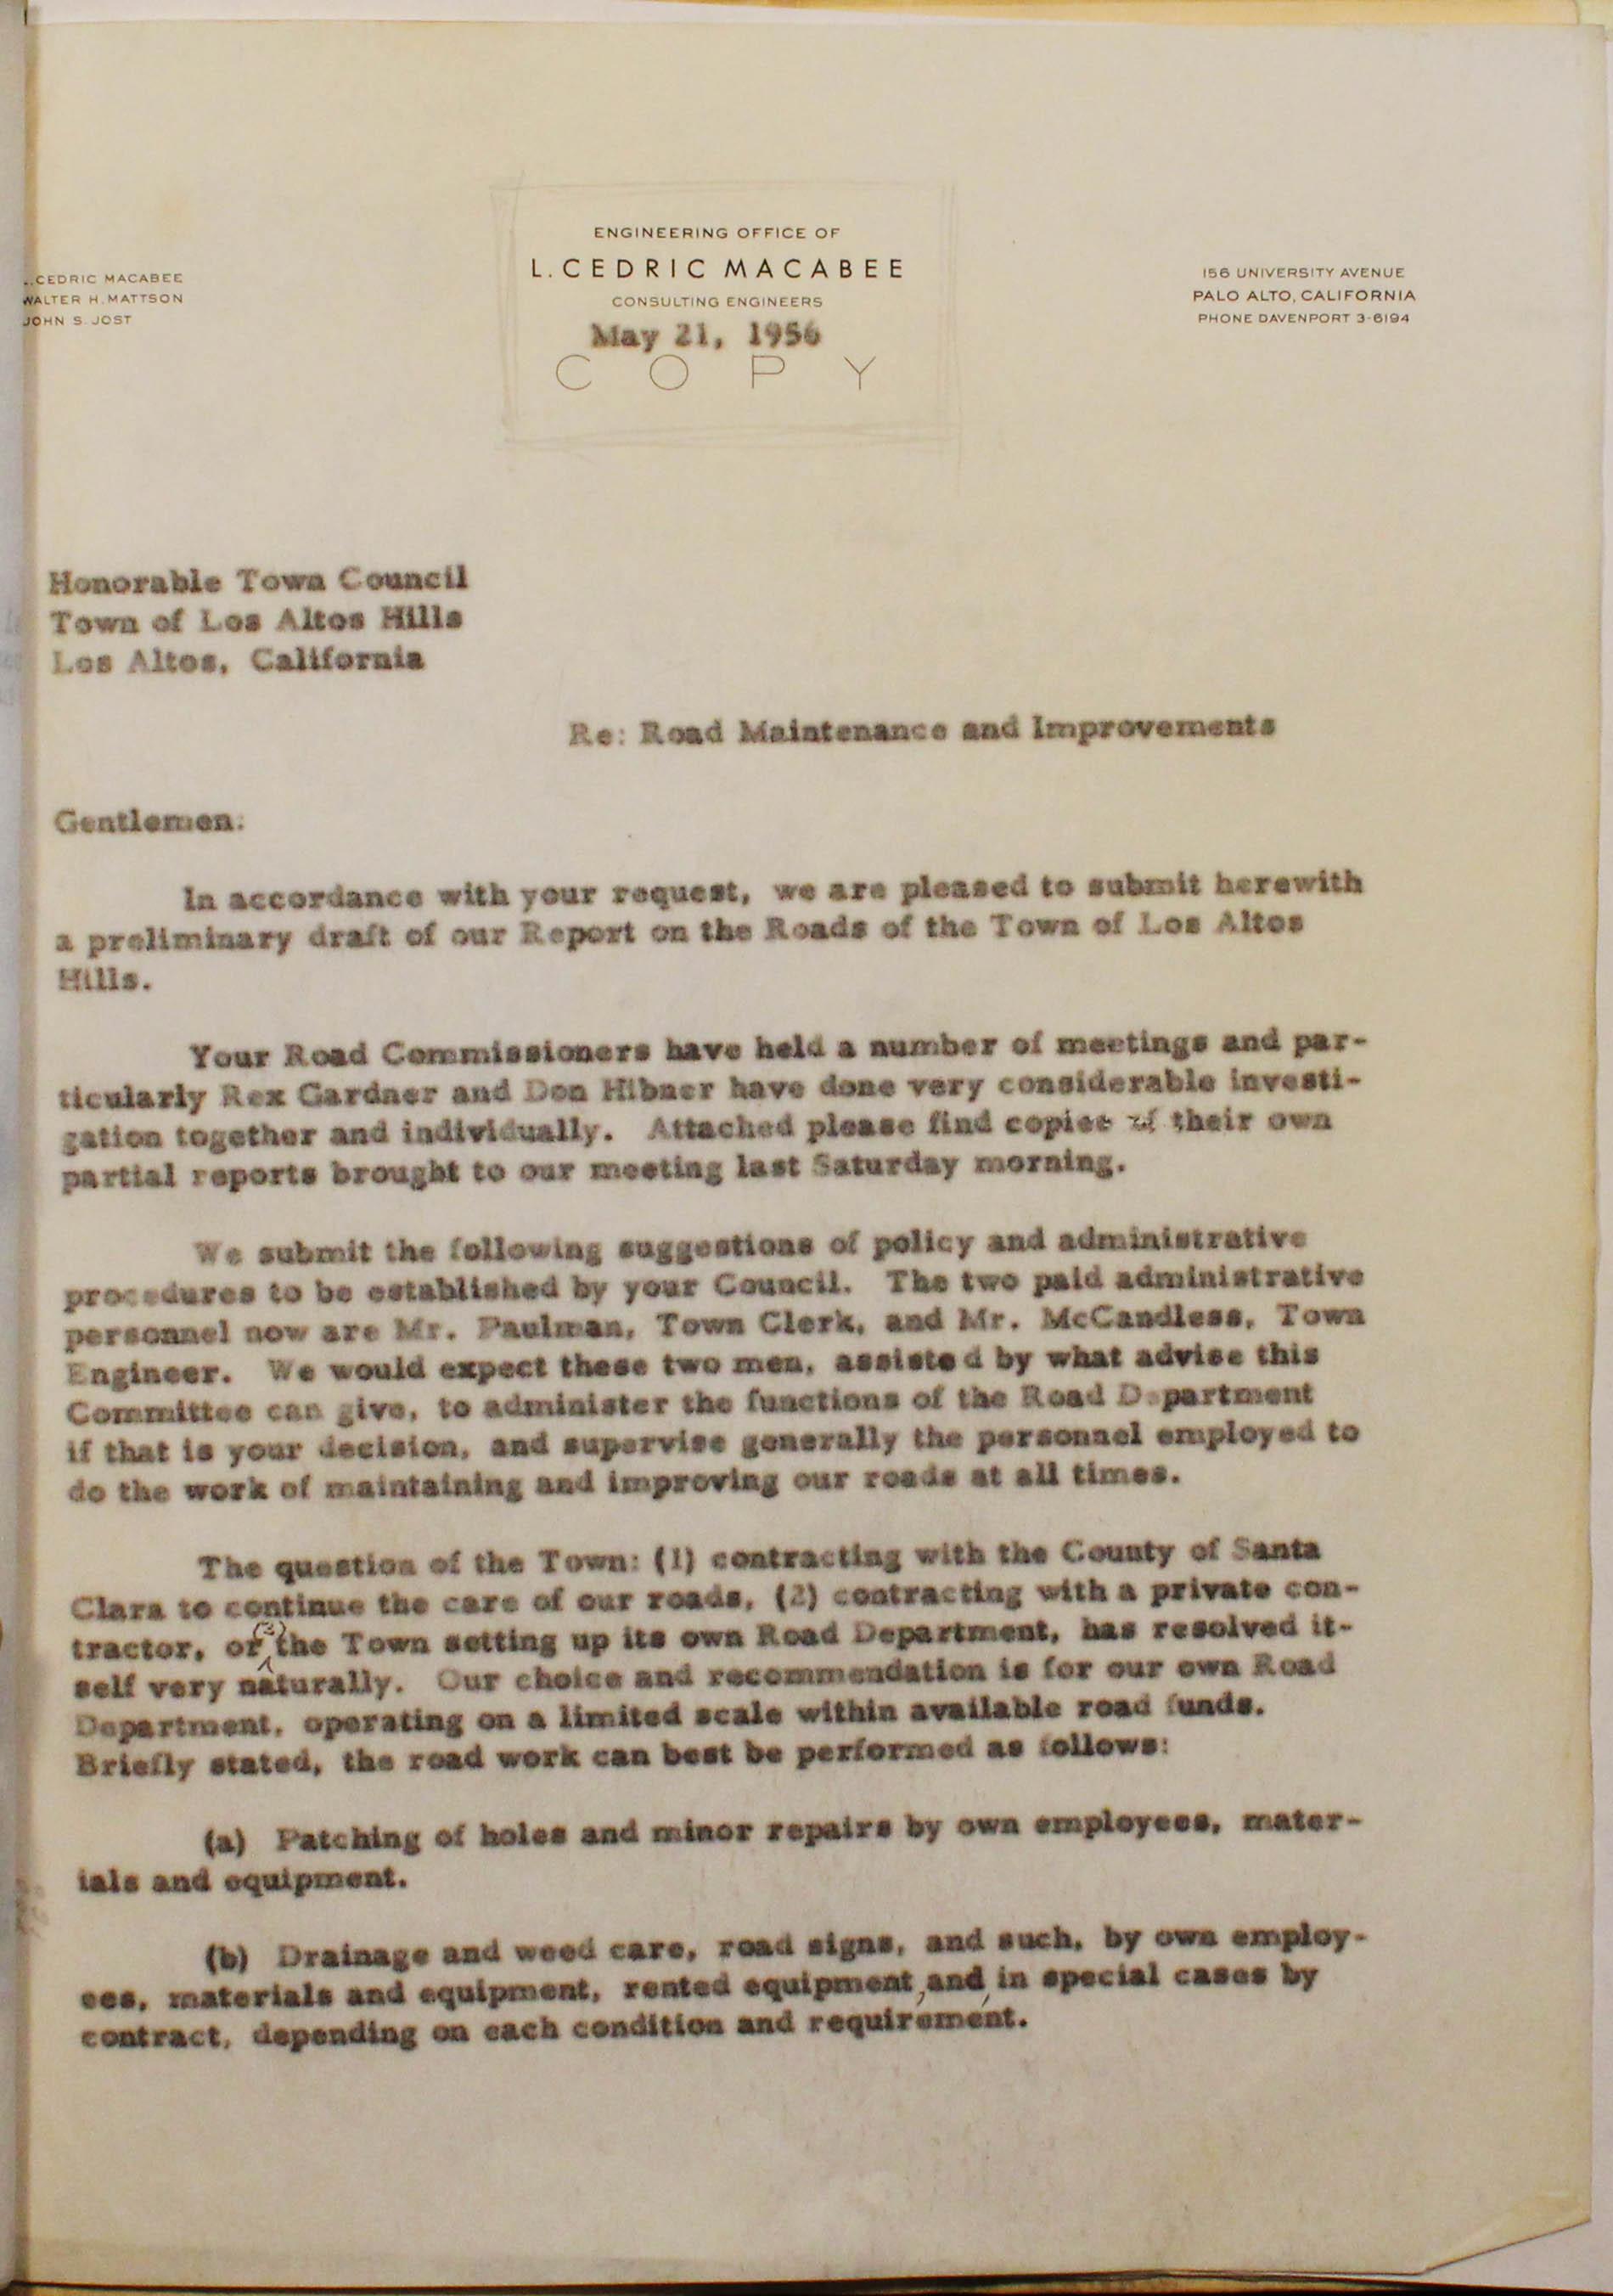 ENGINEERING OFFICE OF
L. CEDRIC MACABEE
CONSULTING ENGINEERS
.CEDRIC MACABEE
WALTER H. MATTSON
JOHN S. JOST
156 UNIVERSITY AVENUE
PALO ALTO, CALIFORNIA
PHONE DAVENPORT 3-6194
May 21, 1956
COPY
Honorable Town Council
Town of Los Altos Hills
Los Altos, California
Re: Road Maintenance and Improvements
Gentlemen:
In accordance with your request, we are pleased to submit herewith
a preliminary draft of our Report on the Roads of the Town of Los Altos
Hills.
Your Road Commissioners have held a number of meetings and par-
ticularly Rex Gardner and Don Hibner have done very considerable investi-
gation together and individually. Attached please find copies of their own
partial reports brought to our meeting last Saturday morning.
We submit the following suggestions of policy and administrative
procedures to be established by your Council. The two paid administrative
personnel now are Mr. Paulman, Town Clerk, and Mr. McCandless, Town
Engineer. We would expect these two men, assisted by what advise this
Committee can give, to administer the functions of the Road Department
if that is your decision, and supervise generally the personnel employed to
do the work of maintaining and improving our roads at all times.
The question of the Town: (1) contracting with the County of Santa
Clara to continue the care of our roads, (2) contracting with a private con-
tractor, or (3) the Town setting up its own Road Department, has resolved it-
self very naturally. Our choice and recommendation is for our own Road
Department, operating on a limited scale within available road funds.
Briefly stated, the road work can best be performed as follows:
(a) Patching of holes and minor repairs by own employees, mater-
ials and equipment.
(b) Drainage and weed care, road signs, and such, by own employ-
ees, materials and equipment, rented equipment, and, in special cases by
contract, depending on each condition and requirement.